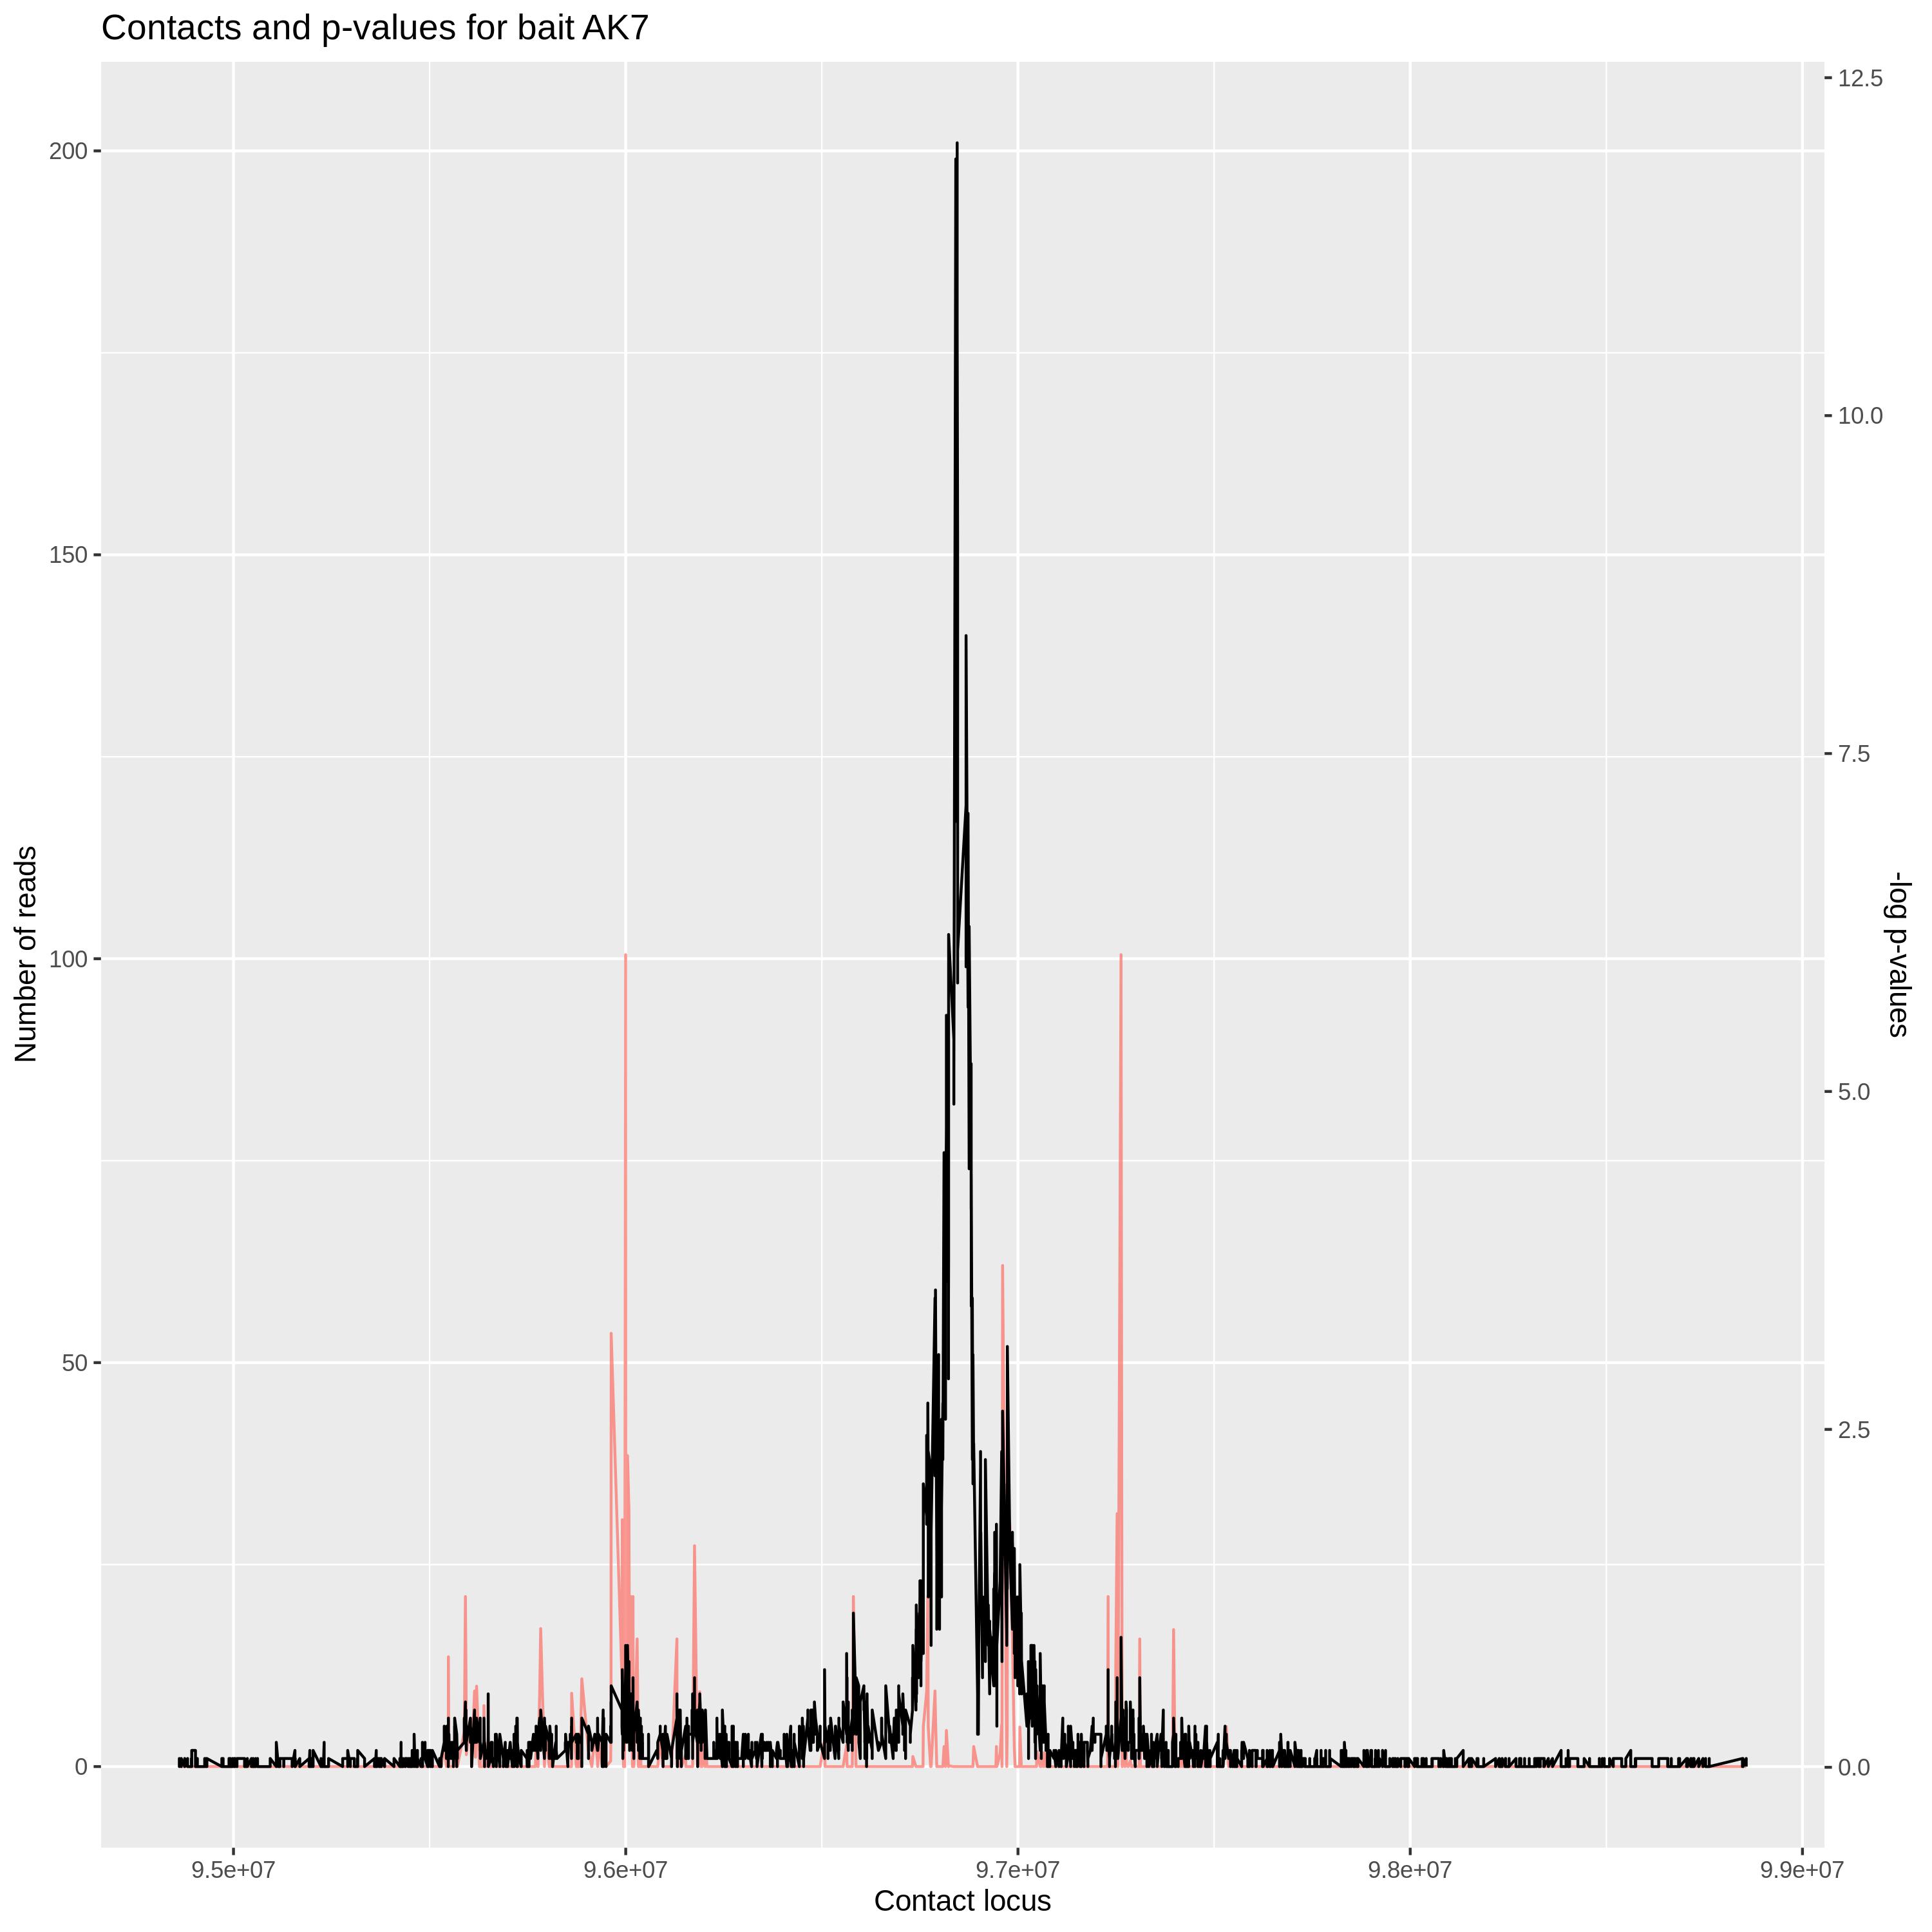 Contacts and p-values for bait AK7
12.5
200
10.0
150
7.5
Number of reads
-log p-values
100
5.0
50
2.5
0
0.0
9.5e+07 9.6e+07 9.7e+07 9.8e+07 9.9e+07
Contact locus